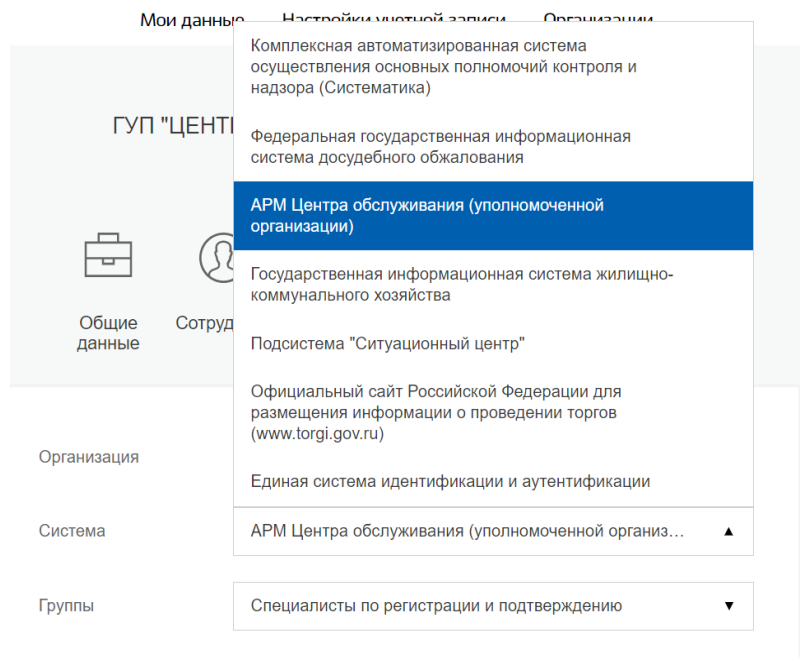 Мои данные Настройки учетной записи Организации
Комплексная автоматизированная система
осуществления основных полномочий контроля и
надзора (Систематика)
ГУП "ЦЕНТ
Федеральная государственная информационная
система досудебного обжалования
АРМ Центра обслуживания (уполномоченной
организации)
Государственная информационная система жилищно-
коммунального хозяйства
Общие
данные
Сотруд
Подсистема "Ситуационный центр"
Официальный сайт Российской Федерации для
размещения информации о проведении торгов
(www.torgi.gov.ru)
Организация
Единая система идентификации и аутентификации
Система
АРМ Центра обслуживания (уполномоченной организ…
Группы
Специалисты по регистрации и подтверждению